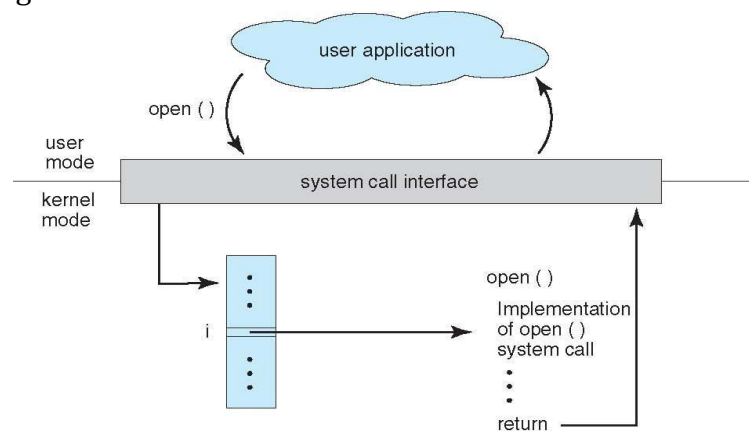 g
user application
open ( )
user
mode
system call interface
kernel
mode
open ( )
i
Implementation
of open ( )
system call
return